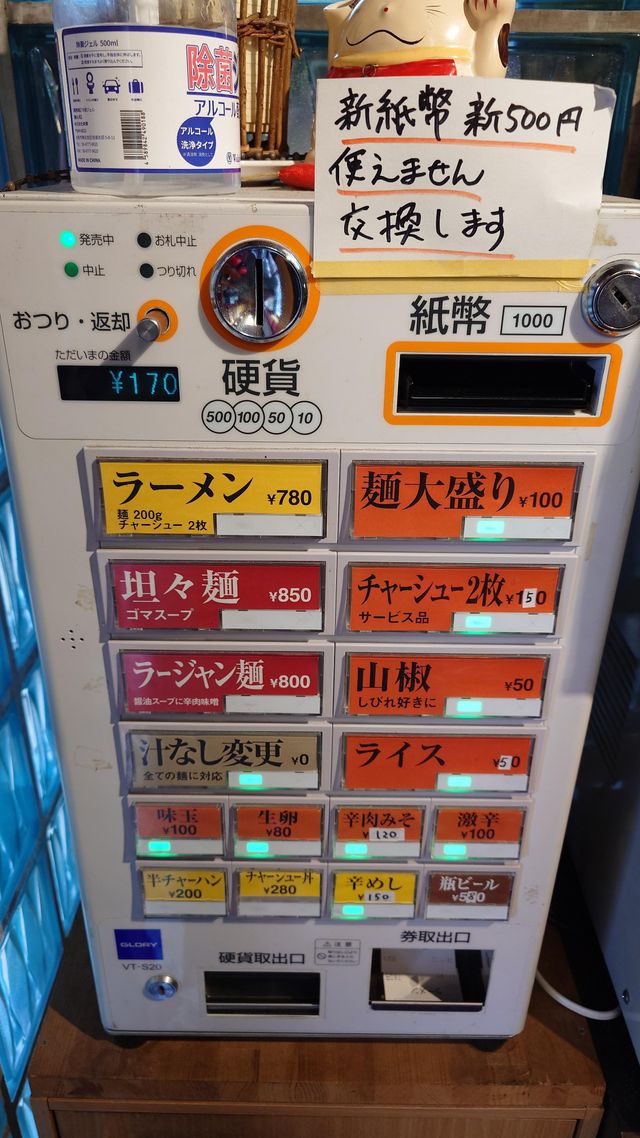 除菌ジェル 500ml
除菌
アルコール
アルコール
洗浄タイプ
MADE IN CHINA
4589864490188
新紙幣 新500円
使えません
交換します
発売中 お札中止
中止 つり切れ
おつり・返却
ただいまの金額
¥170
硬貨
500 100 50 10
紙幣 1000
ラーメン ¥780
麺 200g
チャーシュー 2枚
麺大盛り ¥100
坦々麺 ¥850
ゴマスープ
チャーシュー2枚 ¥150
サービス品
ラージャン麺 ¥800
醤油スープに辛肉味噌
山椒 ¥50
しびれ好きに
汁なし変更 ¥0
全ての麺に対応
ライス ¥50
味玉
¥100
生卵
¥80
辛肉みそ
¥120
激辛
¥100
半チャーハン
¥200
チャーシュー丼
¥280
辛めし
¥150
瓶ビール
¥580
GLORY
VT-S20
硬貨取出口
注意
券取出口